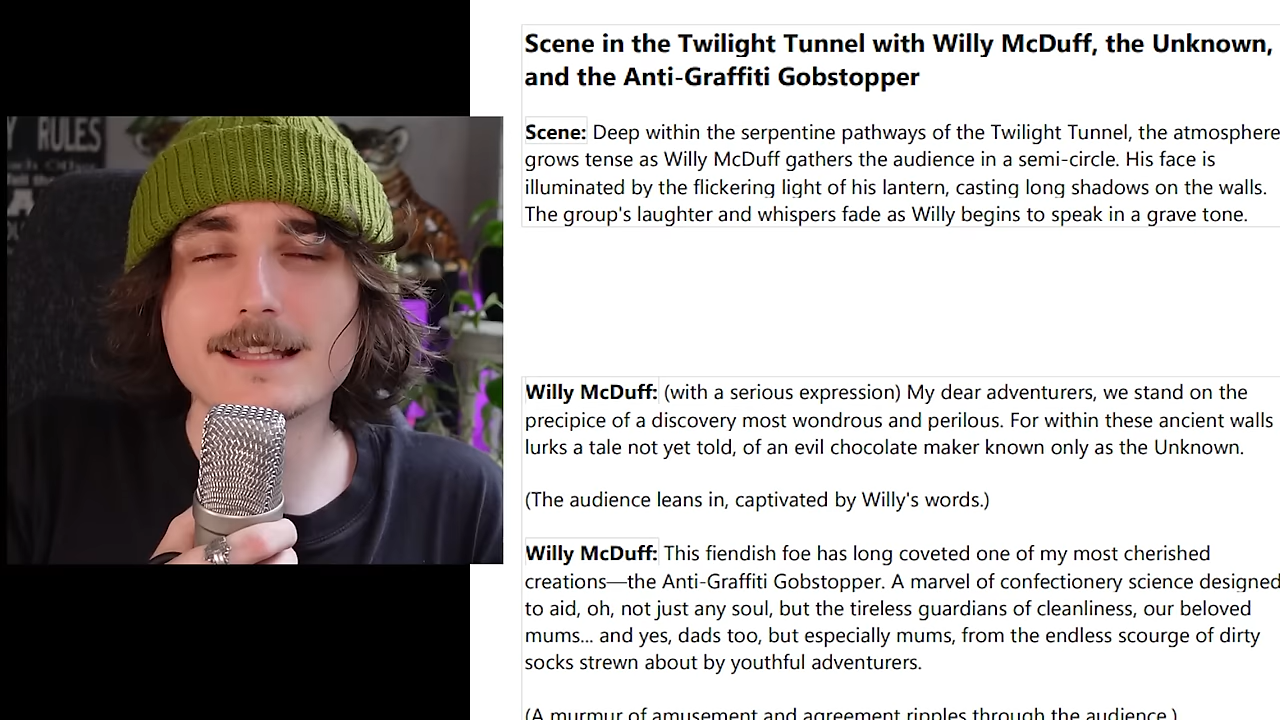 Y RULES
Scene in the Twilight Tunnel with Willy McDuff, the Unknown,
and the Anti-Graffiti Gobstopper
Scene: Deep within the serpentine pathways of the Twilight Tunnel, the atmosphere
grows tense as Willy McDuff gathers the audience in a semi-circle. His face is
illuminated by the flickering light of his lantern, casting long shadows on the walls.
The group's laughter and whispers fade as Willy begins to speak in a grave tone.
Willy McDuff: (with a serious expression) My dear adventurers, we stand on the
precipice of a discovery most wondrous and perilous. For within these ancient walls
lurks a tale not yet told, of an evil chocolate maker known only as the Unknown.
(The audience leans in, captivated by Willy's words.)
Willy McDuff: This fiendish foe has long coveted one of my most cherished
creations—the Anti-Graffiti Gobstopper. A marvel of confectionery science designed
to aid, oh, not just any soul, but the tireless guardians of cleanliness, our beloved
mums... and yes, dads too, but especially mums, from the endless scourge of dirty
socks strewn about by youthful adventurers.
(A murmur of amusement and agreement ripples through the audience.)